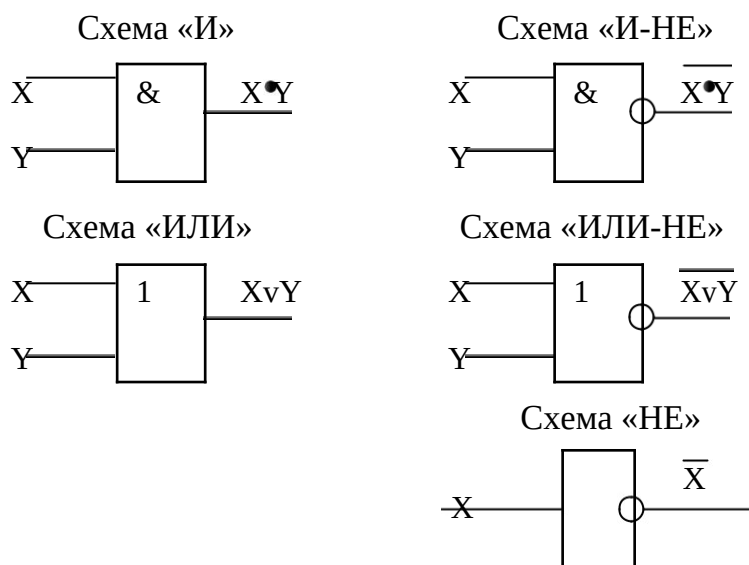 Схема «И»
X & X•Y
Y
Схема «И-НЕ»
X & X•Y
Y
Схема «ИЛИ»
X 1 XvY
Y
Схема «ИЛИ-НЕ»
X 1 XvY
Y
Схема «НЕ»
X X